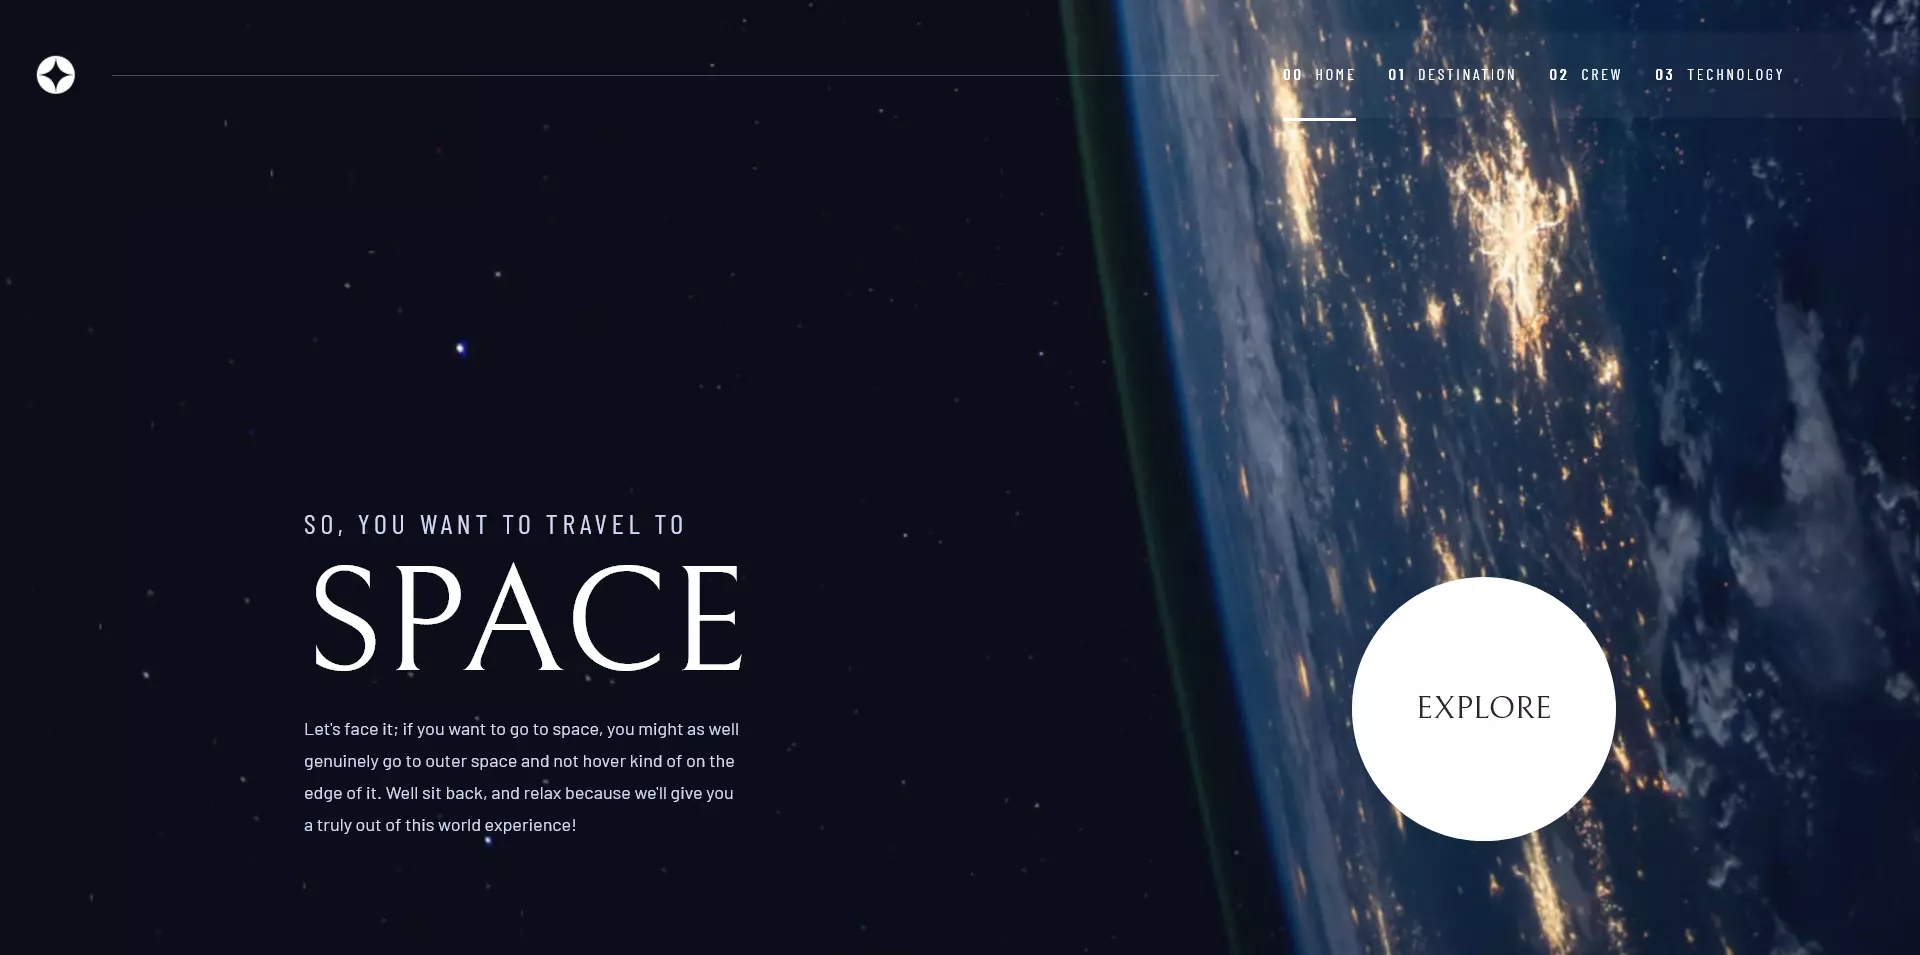 00 HOME 01 DESTINATION 02 CREW 03 TECHNOLOGY
SO, YOU WANT TO TRAVEL TO
SPACE
Let's face it; if you want to go to space, you might as well
genuinely go to outer space and not hover kind of on the
edge of it. Well sit back, and relax because we'll give you
a truly out of this world experience!
EXPLORE